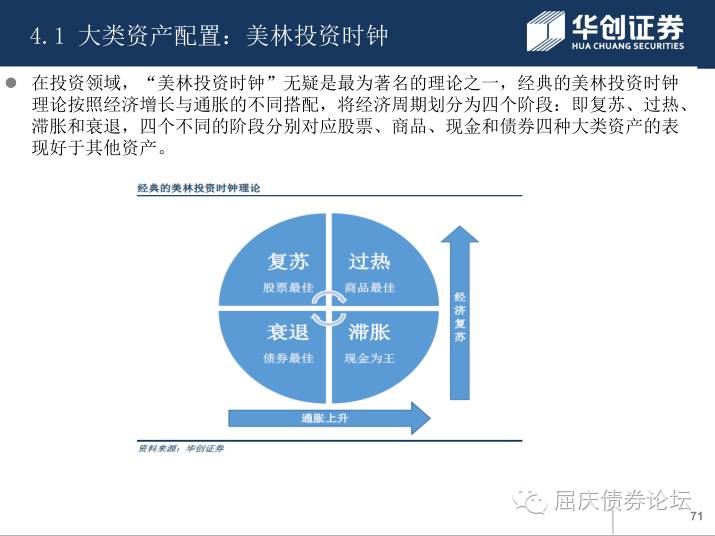 4.1 大类资产配置：美林投资时钟
华创证券
HUA CHUANG SECURITIES
在投资领域，“美林投资时钟”无疑是最为著名的理论之一，经典的美林投资时钟
理论按照经济增长与通胀的不同搭配，将经济周期划分为四个阶段：即复苏、过热、
滞胀和衰退，四个不同的阶段分别对应股票、商品、现金和债券四种大类资产的表
现好于其他资产。
经典的美林投资时钟理论
复苏
股票最佳
过热
商品最佳
衰退
债券最佳
滞胀
现金为王
经济复苏
通胀上升
资料来源：华创证券
屈庆债券论坛
71